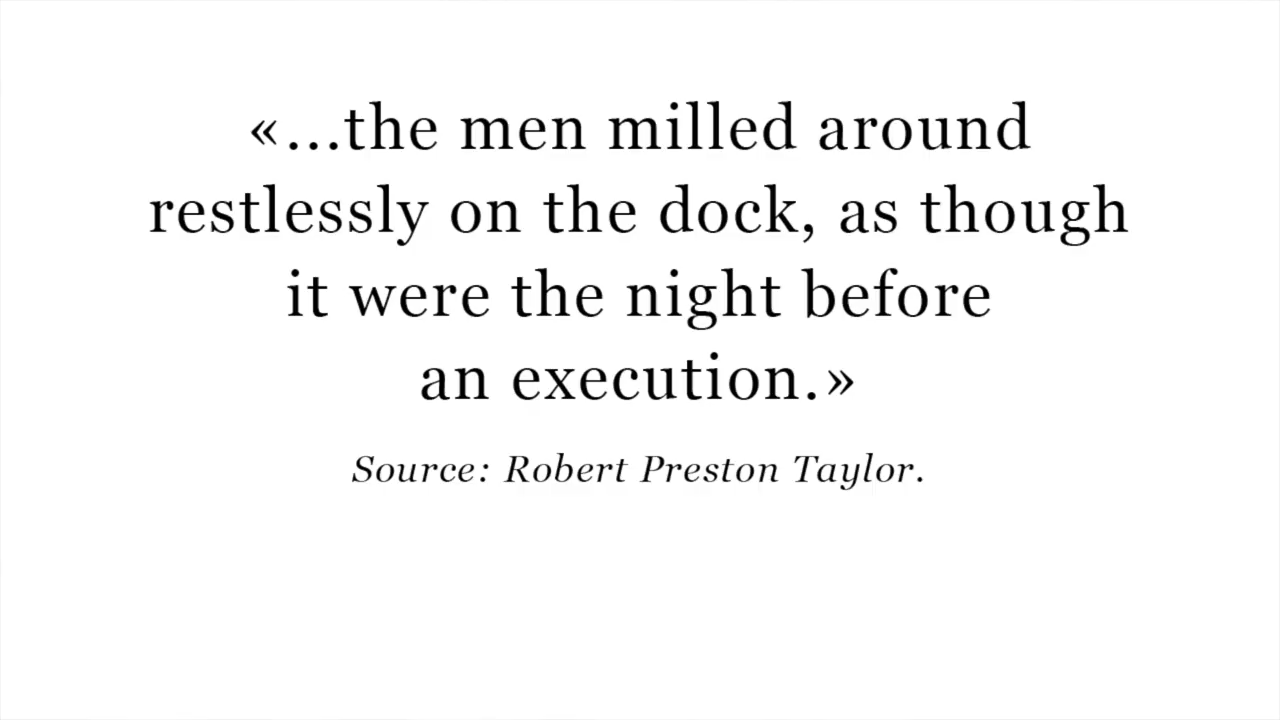 «...the men milled around
restlessly on the dock, as though
it were the night before
an execution.»
Source: Robert Preston Taylor.